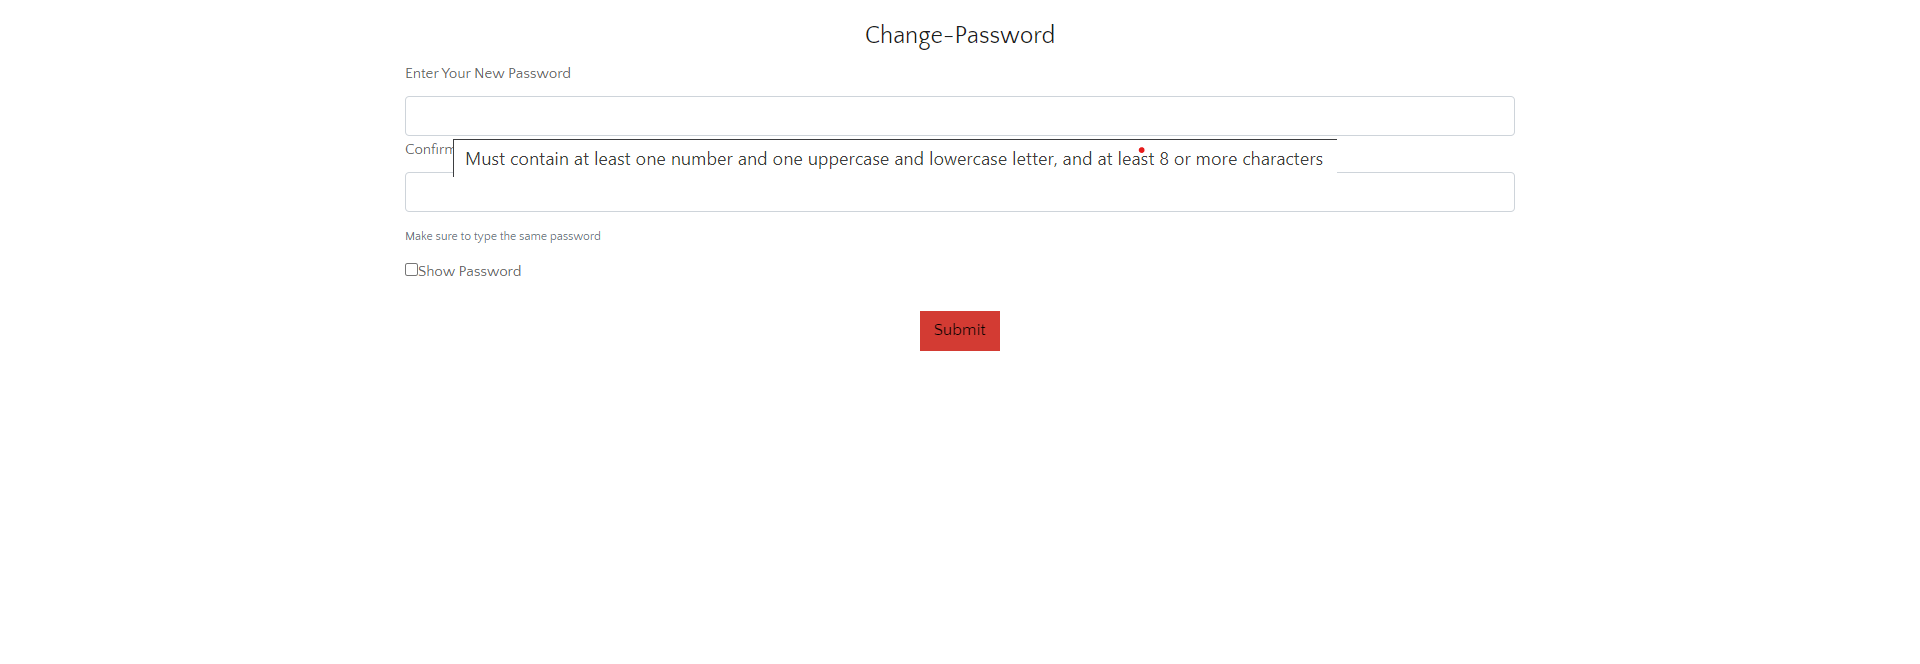 Change-Password
Enter Your New Password
Must contain at least one number and one uppercase and lowercase letter, and at least 8 or more characters
Make sure to type the same password
Show Password
Submit